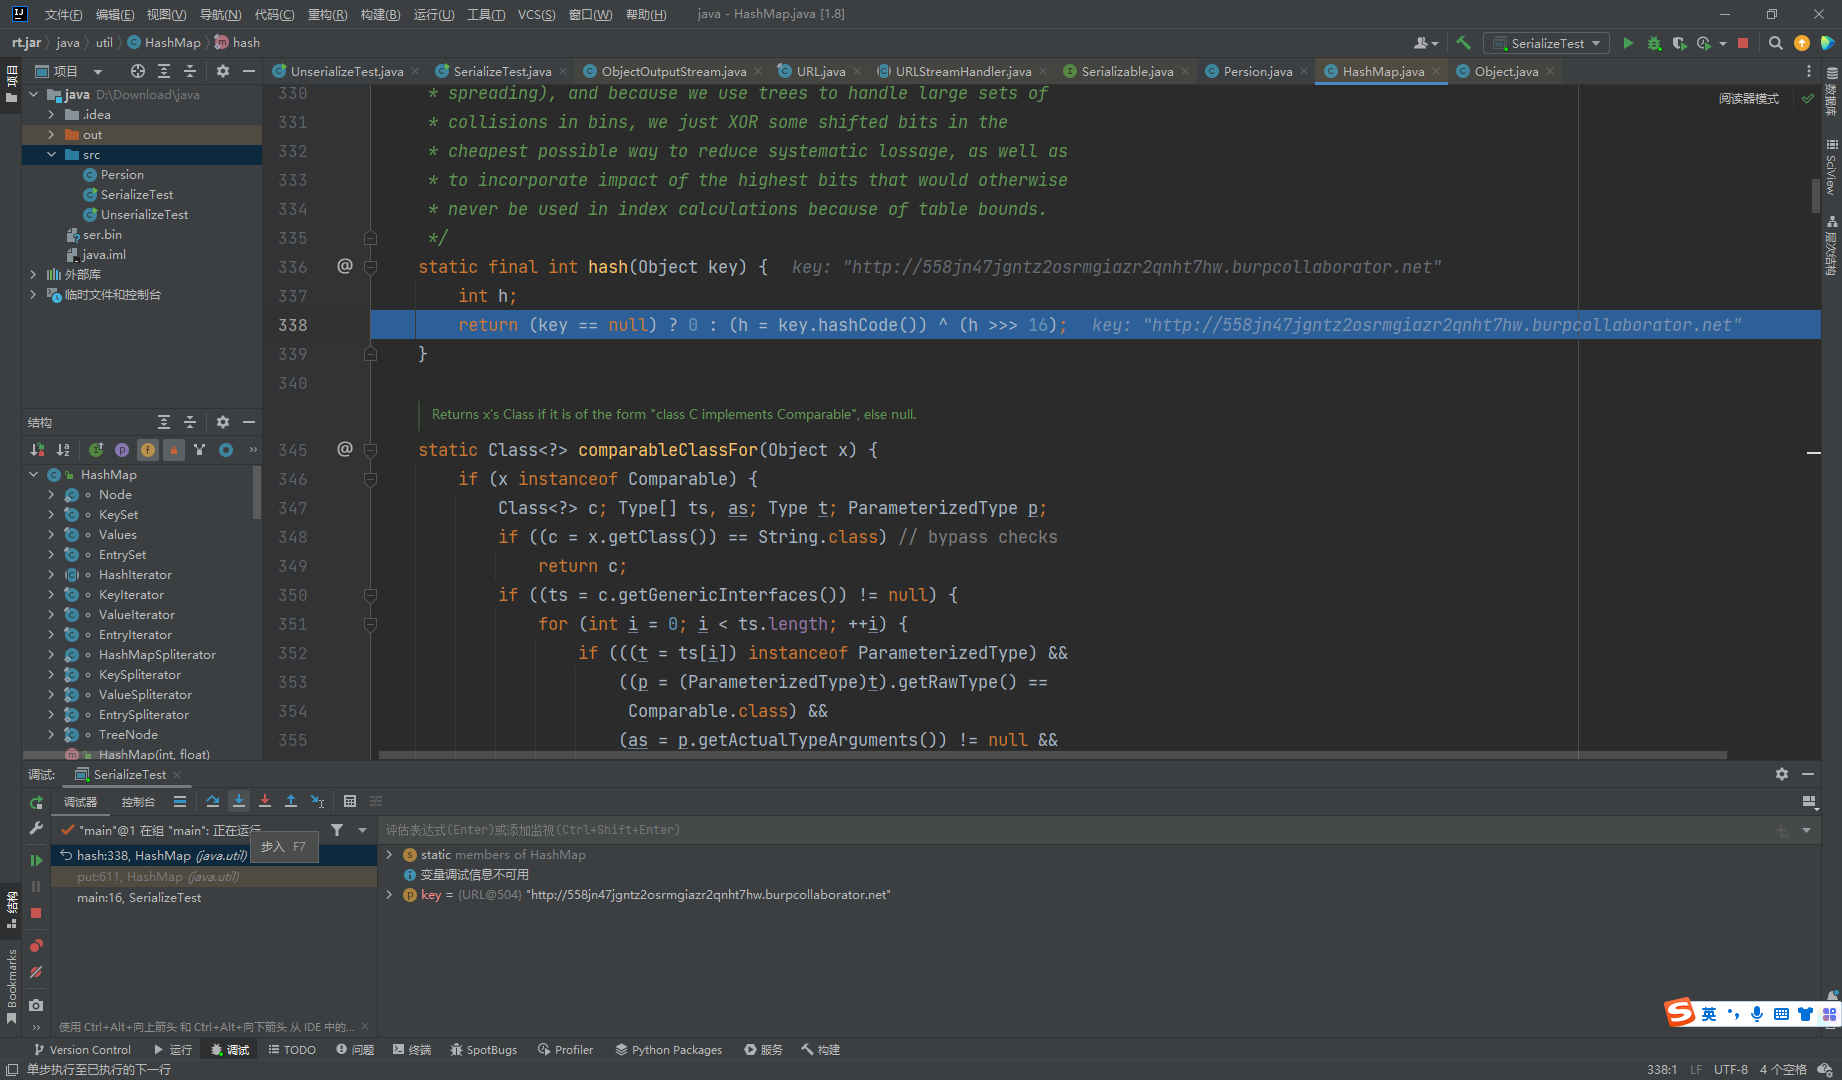 文件(F) 编辑(E) 视图(V) 导航(N) 代码(C) 重构(R) 构建(B) 运行(U) 工具(T) VCS(S) 窗口(W) 帮助(H) java - HashMap.java [1.8]
rt.jar java util HashMap hash SerializeTest
项目
UnserializeTest.java SerializeTest.java ObjectOutputStream.java URL.java URLStreamHandler.java Serializable.java Persion.java HashMap.java Object.java
项目
java D:\Download\java
.idea
out
src
Persion
SerializeTest
UnserializeTest
ser.bin
java.iml
外部库
临时文件和控制台
阅读器模式
330 * spreading), and because we use trees to handle large sets of
331 * collisions in bins, we just XOR some shifted bits in the
332 * cheapest possible way to reduce systematic lossage, as well as
333 * to incorporate impact of the highest bits that would otherwise
334 * never be used in index calculations because of table bounds.
335 */
336 @ static final int hash(Object key) { key: "http://558jn47jgntz2osrmgiazr2qnht7hw.burpcollaborator.net"
337 int h;
338 return (key == null) ? 0 : (h = key.hashCode()) ^ (h >>> 16); key: "http://558jn47jgntz2osrmgiazr2qnht7hw.burpcollaborator.net"
339 }
340
Returns x's Class if it is of the form "class C implements Comparable", else null.
345 @ static Class<?> comparableClassFor(Object x) {
346 if (x instanceof Comparable) {
347 Class<?> c; Type[] ts, as; Type t; ParameterizedType p;
348 if ((c = x.getClass()) == String.class) // bypass checks
349 return c;
350 if ((ts = c.getGenericInterfaces()) != null) {
351 for (int i = 0; i < ts.length; ++i) {
352 if (((t = ts[i]) instanceof ParameterizedType) &&
353 ((p = (ParameterizedType)t).getRawType() ==
354 Comparable.class) &&
355 (as = p.getActualTypeArguments()) != null &&
数据库
SciView
层次结构
结构
HashMap
Node
KeySet
Values
EntrySet
HashIterator
KeyIterator
ValueIterator
EntryIterator
HashMapSpliterator
KeySpliterator
ValueSpliterator
EntrySpliterator
TreeNode
HashMap(int, float)
调试: SerializeTest
调试器 控制台
"main"@1 在组 "main": 正在运行
步入 F7
hash:338, HashMap (java.util)
put:611, HashMap (java.util)
main:16, SerializeTest
评估表达式(Enter)或添加监视(Ctrl+Shift+Enter)
static members of HashMap
变量调试信息不可用
key = {URL@504} "http://558jn47jgntz2osrmgiazr2qnht7hw.burpcollaborator.net"
结构
Bookmarks
使用 Ctrl+Alt+向上箭头 和 Ctrl+Alt+向下箭头 从 IDE 中的...
英
Version Control 运行 调试 TODO 问题 终端 SpotBugs Profiler Python Packages 服务 构建
单步执行至已执行的下一行 338:1 LF UTF-8 4 个空格